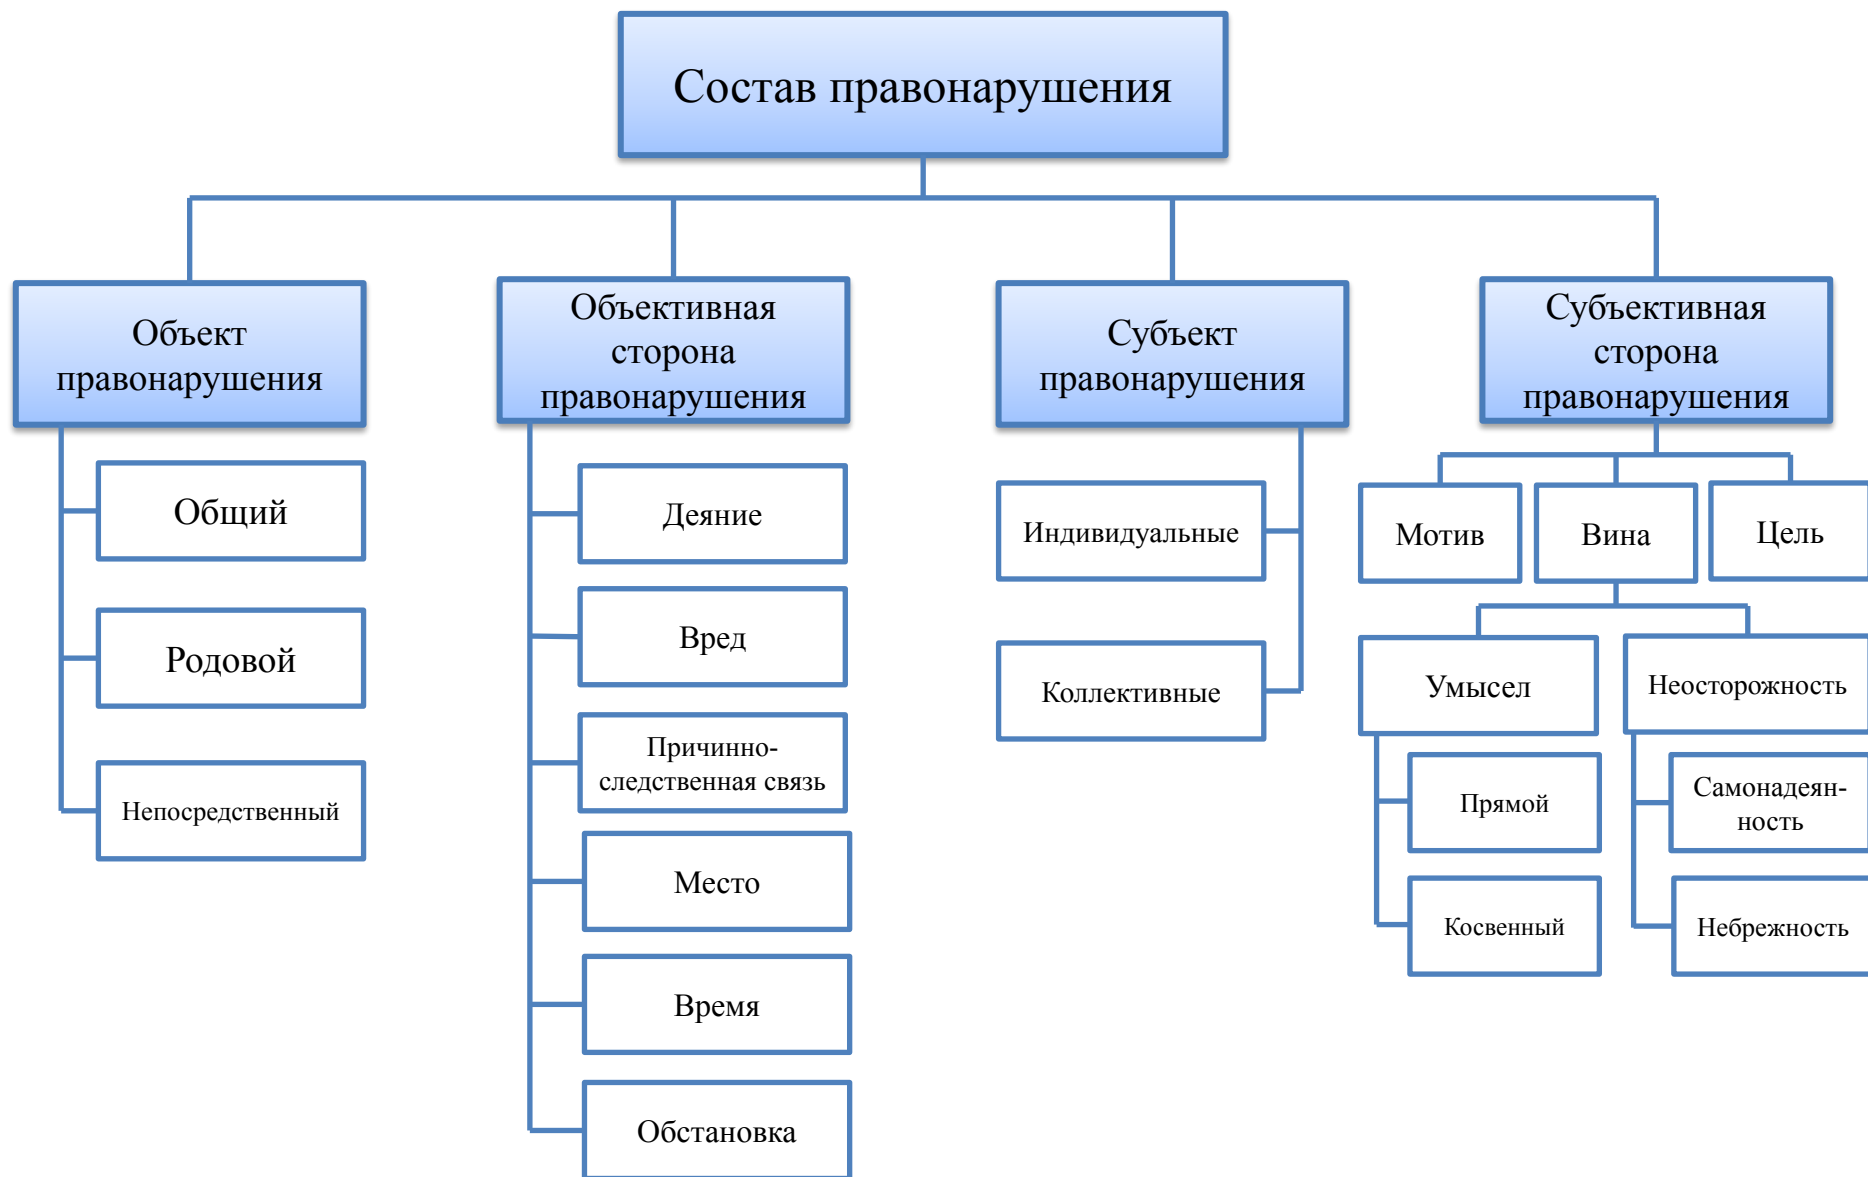 Состав правонарушения
Объект
правонарушения
Общий
Родовой
Непосредственный
Объективная
сторона
правонарушения
Деяние
Вред
Причинно-
следственная связь
Место
Время
Обстановка
Субъект
правонарушения
Индивидуальные
Коллективные
Субъективная
сторона
правонарушения
Мотив
Вина
Цель
Умысел
Прямой
Косвенный
Неосторожность
Самонадеян-
ность
Небрежность